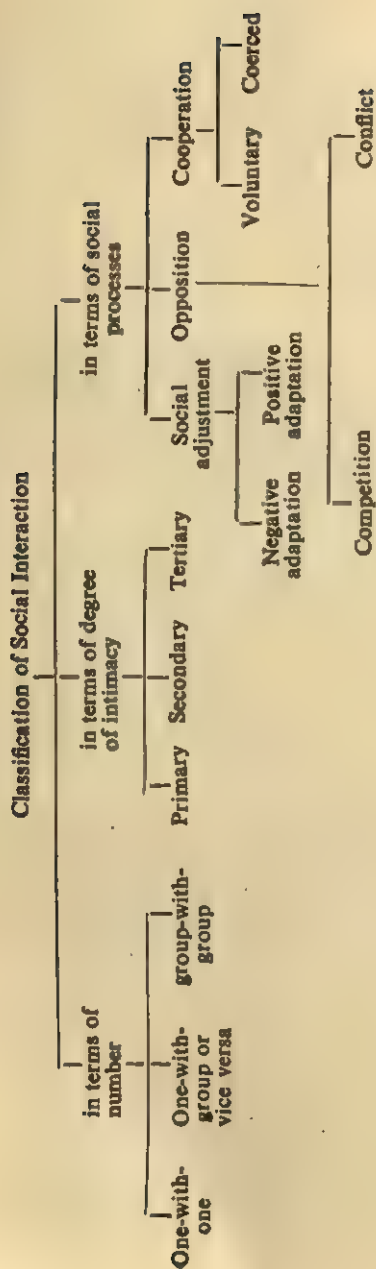 Classification of Social Interaction
in terms of
number
in terms of degree
of intimacy
in terms of social
processes
One-with-
one
One-with-
group or
vice versa
group-with-
group
Primary
Secondary
Tertiary
Social
adjustment
Opposition
Cooperation
Negative
adaptation
Positive
adaptation
Voluntary
Coerced
Competition
Conflict